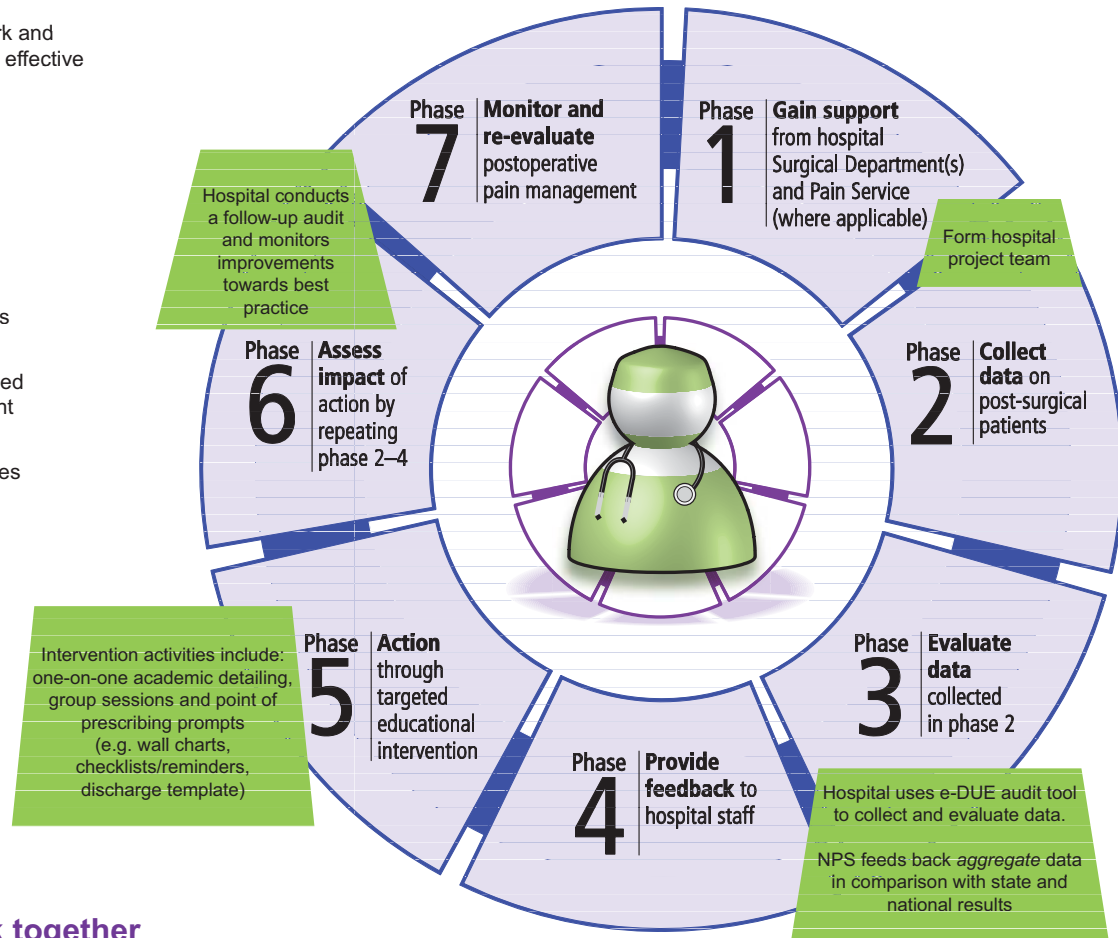 rk and
effective
s
ed
nt
es
Phase
7
Monitor and
re-evaluate
postoperative
pain management
Phase
1
Gain support
from hospital
Surgical Department(s)
and Pain Service
(where applicable)
Form hospital
project team
Phase
2
Collect
data on
post-surgical
patients
Phase
3
Evaluate
data
collected
in phase 2
Hospital uses e-DUE audit tool
to collect and evaluate data.
NPS feeds back aggregate data
in comparison with state and
national results
Phase
4
Provide
feedback to
hospital staff
Phase
5
Action
through
targeted
educational
intervention
Intervention activities include:
one-on-one academic detailing,
group sessions and point of
prescribing prompts
(e.g. wall charts,
checklists/reminders,
discharge template)
Phase
6
Assess
impact of
action by
repeating
phase 2–4
Hospital conducts
a follow-up audit
and monitors
improvements
towards best
practice
k together